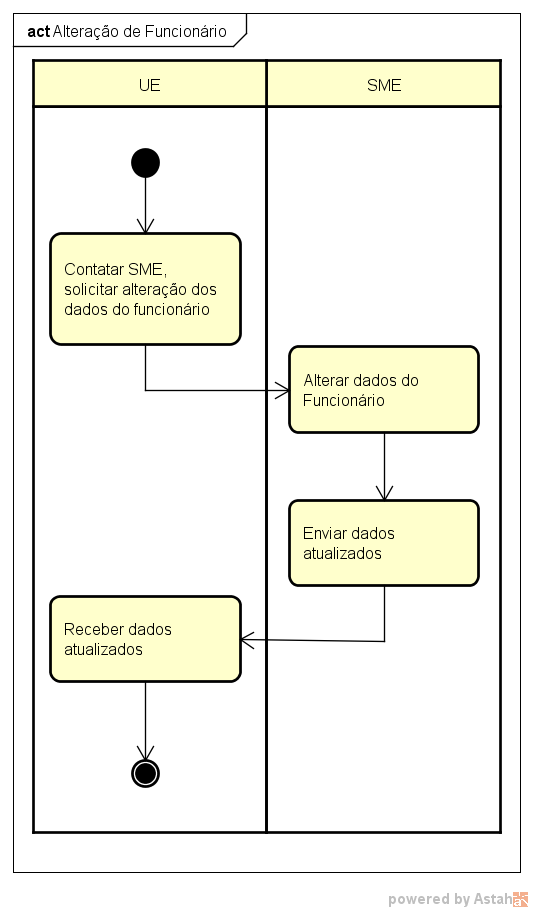 act Alteração de Funcionário
UE
SME
Contatar SME,
solicitar alteração dos
dados do funcionário
Alterar dados do
Funcionário
Enviar dados
atualizados
Receber dados
atualizados
powered by Astah